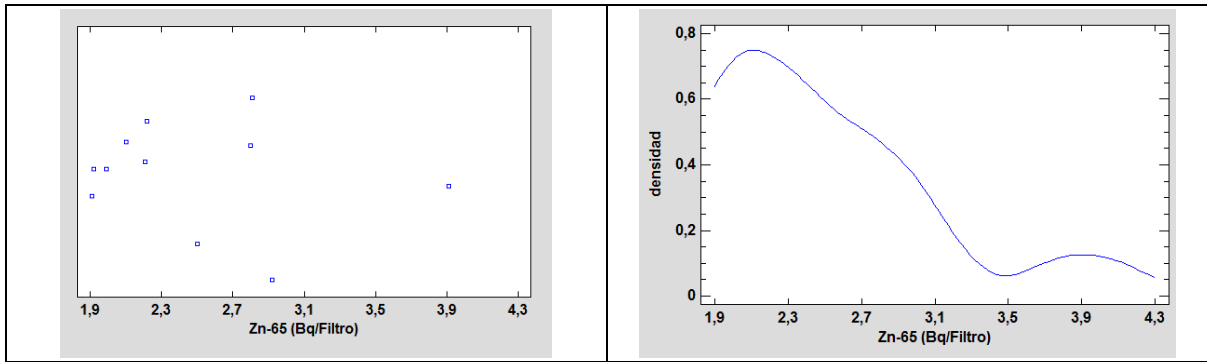 1,9 2,3 2,7 3,1 3,5 3,9 4,3
Zn-65 (Bq/Filtro)
0,8
0,6
0,4
0,2
0
densidad
1,9 2,3 2,7 3,1 3,5 3,9 4,3
Zn-65 (Bq/Filtro)